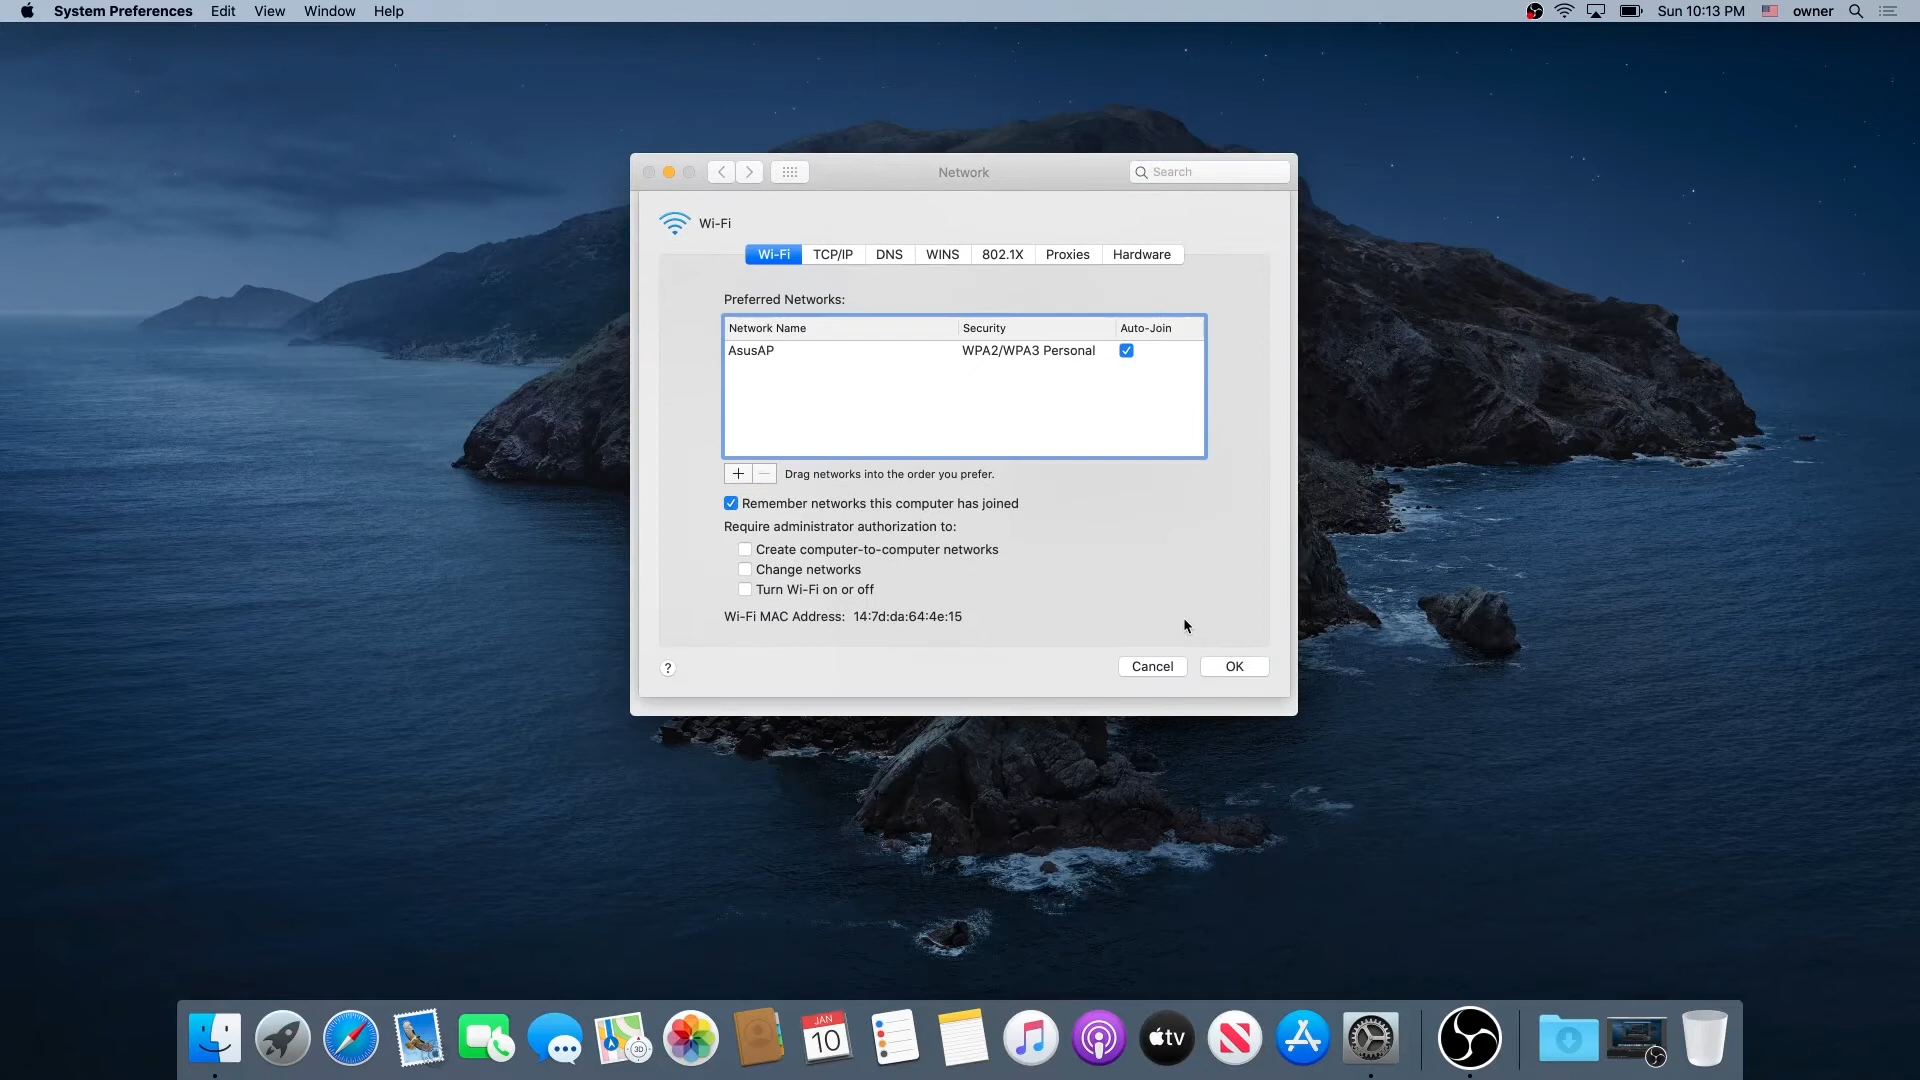 System Preferences Edit View Window Help
Sun 10:13 PM owner
Network
Search
Wi-Fi
Wi-Fi TCP/IP DNS WINS 802.1X Proxies Hardware
Preferred Networks:
Network Name Security Auto-Join
AsusAP WPA2/WPA3 Personal
+ − Drag networks into the order you prefer.
Remember networks this computer has joined
Require administrator authorization to:
Create computer-to-computer networks
Change networks
Turn Wi-Fi on or off
Wi-Fi MAC Address: 14:7d:da:64:4e:15
? Cancel OK
JAN
10
3D
tv